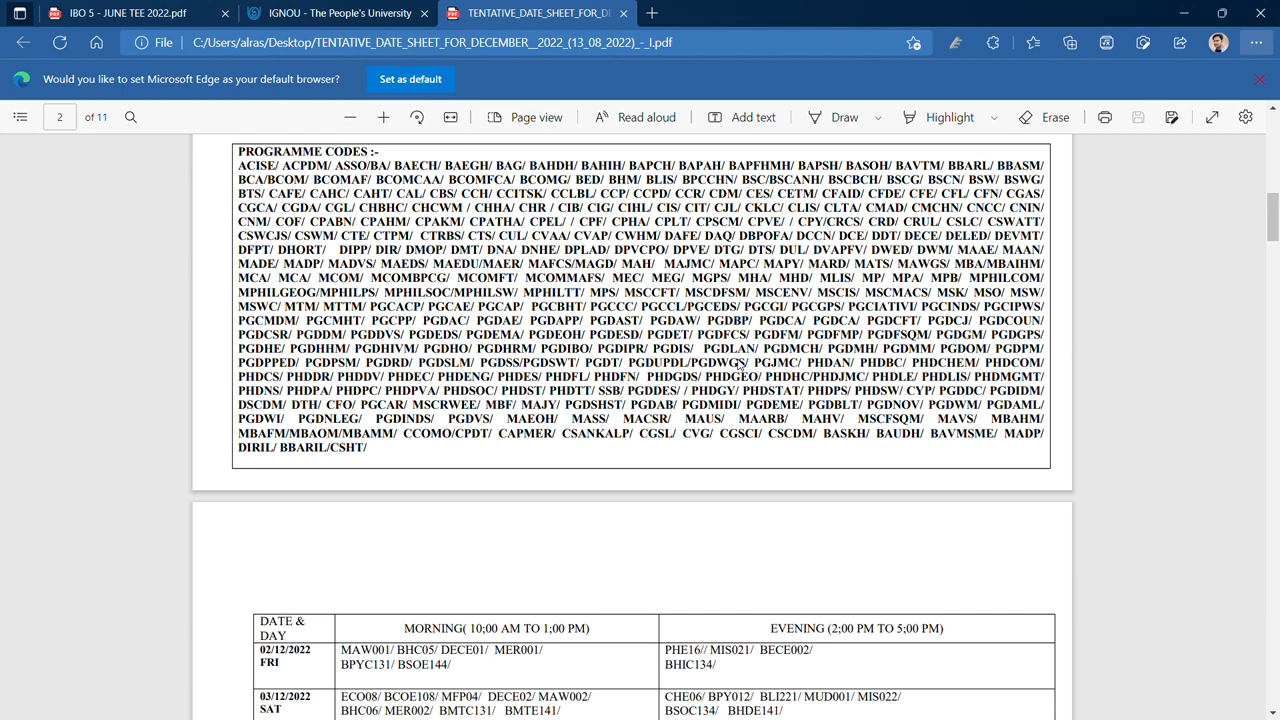 IBO 5 - JUNE TEE 2022.pdf
IGNOU - The People's University
TENTATIVE_DATE_SHEET_FOR_DE
File
C:/Users/alras/Desktop/TENTATIVE_DATE_SHEET_FOR_DECEMBER__2022_(13_08_2022)_-_I.pdf
Would you like to set Microsoft Edge as your default browser?
Set as default
2 of 11
Page view
Read aloud
Add text
Draw
Highlight
Erase
PROGRAMME CODES :-
ACISE/ ACPDM/ ASSO/BA/ BAECH/ BAEGH/ BAG/ BAHDH/ BAHIH/ BAPCH/ BAPAH/ BAPFHMH/ BAPSH/ BASOH/ BAVTM/ BBARL/ BBASM/
BCA/BCOM/ BCOMAF/ BCOMCAA/ BCOMFCA/ BCOMG/ BED/ BHM/ BLIS/ BPCCHN/ BSC/BSCANH/ BSCBCH/ BSCG/ BSCN/ BSW/ BSWG/
BTS/ CAFE/ CAHC/ CAHT/ CAL/ CBS/ CCH/ CCITSK/ CCLBL/ CCP/ CCPD/ CCR/ CDM/ CES/ CETM/ CFAID/ CFDE/ CFE/ CFL/ CFN/ CGAS/
CGCA/ CGDA/ CGL/ CHBHC/ CHCWM / CHHA/ CHR / CIB/ CIG/ CIHL/ CIS/ CIT/ CJL/ CKLC/ CLIS/ CLTA/ CMAD/ CMCHN/ CNCC/ CNIN/
CNM/ COF/ CPABN/ CPAHM/ CPAKM/ CPATHA/ CPEL/ / CPF/ CPHA/ CPLT/ CPSCM/ CPVE/ / CPY/CRCS/ CRD/ CRUL/ CSLC/ CSWATT/
CSWCJS/ CSWM/ CTE/ CTPM/ CTRBS/ CTS/ CUL/ CVAA/ CVAP/ CWHM/ DAFE/ DAQ/ DBPOFA/ DCCN/ DCE/ DDT/ DECE/ DELED/ DEVMT/
DFPT/ DHORT/ DIPP/ DIR/ DMOP/ DMT/ DNA/ DNHE/ DPLAD/ DPVCPO/ DPVE/ DTG/ DTS/ DUL/ DVAPFV/ DWED/ DWM/ MAAE/ MAAN/
MADE/ MADP/ MADVS/ MAEDS/ MAEDU/MAER/ MAFCS/MAGD/ MAH/ MAJMC/ MAPC/ MAPY/ MARD/ MATS/ MAWGS/ MBA/MBAIHM/
MCA/ MCA/ MCOM/ MCOMBPCG/ MCOMFT/ MCOMMAFS/ MEC/ MEG/ MGPS/ MHA/ MHD/ MLIS/ MP/ MPA/ MPB/ MPHILCOM/
MPHILGEOG/MPHILPS/ MPHILSOC/MPHILSW/ MPHILTT/ MPS/ MSCCFT/ MSCDFSM/ MSCENV/ MSCIS/ MSCMACS/ MSK/ MSO/ MSW/
MSWC/ MTM/ MTTM/ PGCACP/ PGCAE/ PGCAP/ PGCBHT/ PGCCC/ PGCCL/PGCEDS/ PGCGI/ PGCGPS/ PGCIATIVI/ PGCINDS/ PGCIPWS/
PGCMDM/ PGCMHT/ PGCPP/ PGDAC/ PGDAE/ PGDAPP/ PGDAST/ PGDAW/ PGDBP/ PGDCA/ PGDCA/ PGDCFT/ PGDCJ/ PGDCOUN/
PGDCSR/ PGDDM/ PGDDVS/ PGDEDS/ PGDEMA/ PGDEOH/ PGDESD/ PGDET/ PGDFCS/ PGDFM/ PGDFMP/ PGDFSQM/ PGDGM/ PGDGPS/
PGDHE/ PGDHHM/ PGDHIVM/ PGDHO/ PGDHRM/ PGDIBO/ PGDIPR/ PGDIS/ PGDLAN/ PGDMCH/ PGDMH/ PGDMM/ PGDOM/ PGDPM/
PGDPPED/ PGDPSM/ PGDRD/ PGDSLM/ PGDSS/PGDSWT/ PGDT/ PGDUPDL/PGDWGS/ PGJMC/ PHDAN/ PHDBC/ PHDCHEM/ PHDCOM/
PHDCS/ PHDDR/ PHDDV/ PHDEC/ PHDENG/ PHDES/ PHDFL/ PHDFN/ PHDGDS/ PHDGEO/ PHDHC/PHDJMC/ PHDLE/ PHDLIS/ PHDMGMT/
PHDNS/ PHDPA/ PHDPC/ PHDPVA/ PHDSOC/ PHDST/ PHDTT/ SSB/ PGDDES/ / PHDGY/ PHDSTAT/ PHDPS/ PHDSW/ CYP/ PGDDC/ PGDIDM/
DSCDM/ DTH/ CFO/ PGCAR/ MSCRWEE/ MBF/ MAJY/ PGDSHST/ PGDAB/ PGDMIDI/ PGDEME/ PGDBLT/ PGDNOV/ PGDWM/ PGDAML/
PGDWI/ PGDNLEG/ PGDINDS/ PGDVS/ MAEOH/ MASS/ MACSR/ MAUS/ MAARB/ MAHV/ MSCFSQM/ MAVS/ MBAHM/
MBAFM/MBAOM/MBAMM/ CCOMO/CPDT/ CAPMER/ CSANKALP/ CGSL/ CVG/ CGSCI/ CSCDM/ BASKH/ BAUDH/ BAVMSME/ MADP/
DIRIL/ BBARIL/CSHT/
DATE & DAY
MORNING( 10;00 AM TO 1;00 PM)
EVENING (2;00 PM TO 5;00 PM)
02/12/2022 FRI
MAW001/ BHC05/ DECE01/ MER001/
BPYC131/ BSOE144/
PHE16// MIS021/ BECE002/
BHIC134/
03/12/2022 SAT
ECO08/ BCOE108/ MFP04/ DECE02/ MAW002/
BHC06/ MER002/ BMTC131/ BMTE141/
CHE06/ BPY012/ BLI221/ MUD001/ MIS022/
BSOC134/ BHDE141/